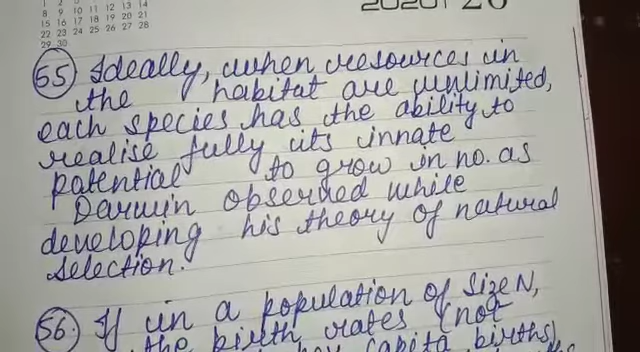 1 2
8 9 10 11 12 13 14
15 16 17 18 19 20 21
22 23 24 25 26 27 28
29 30
55 Ideally, when resources in
the habitat are unlimited,
each species has the ability to
realise fully its innate
potential to grow in no. as
Darwin observed while
developing his theory of natural
selection.
56. If in a population of size N,
the birth rates (not
capita births)